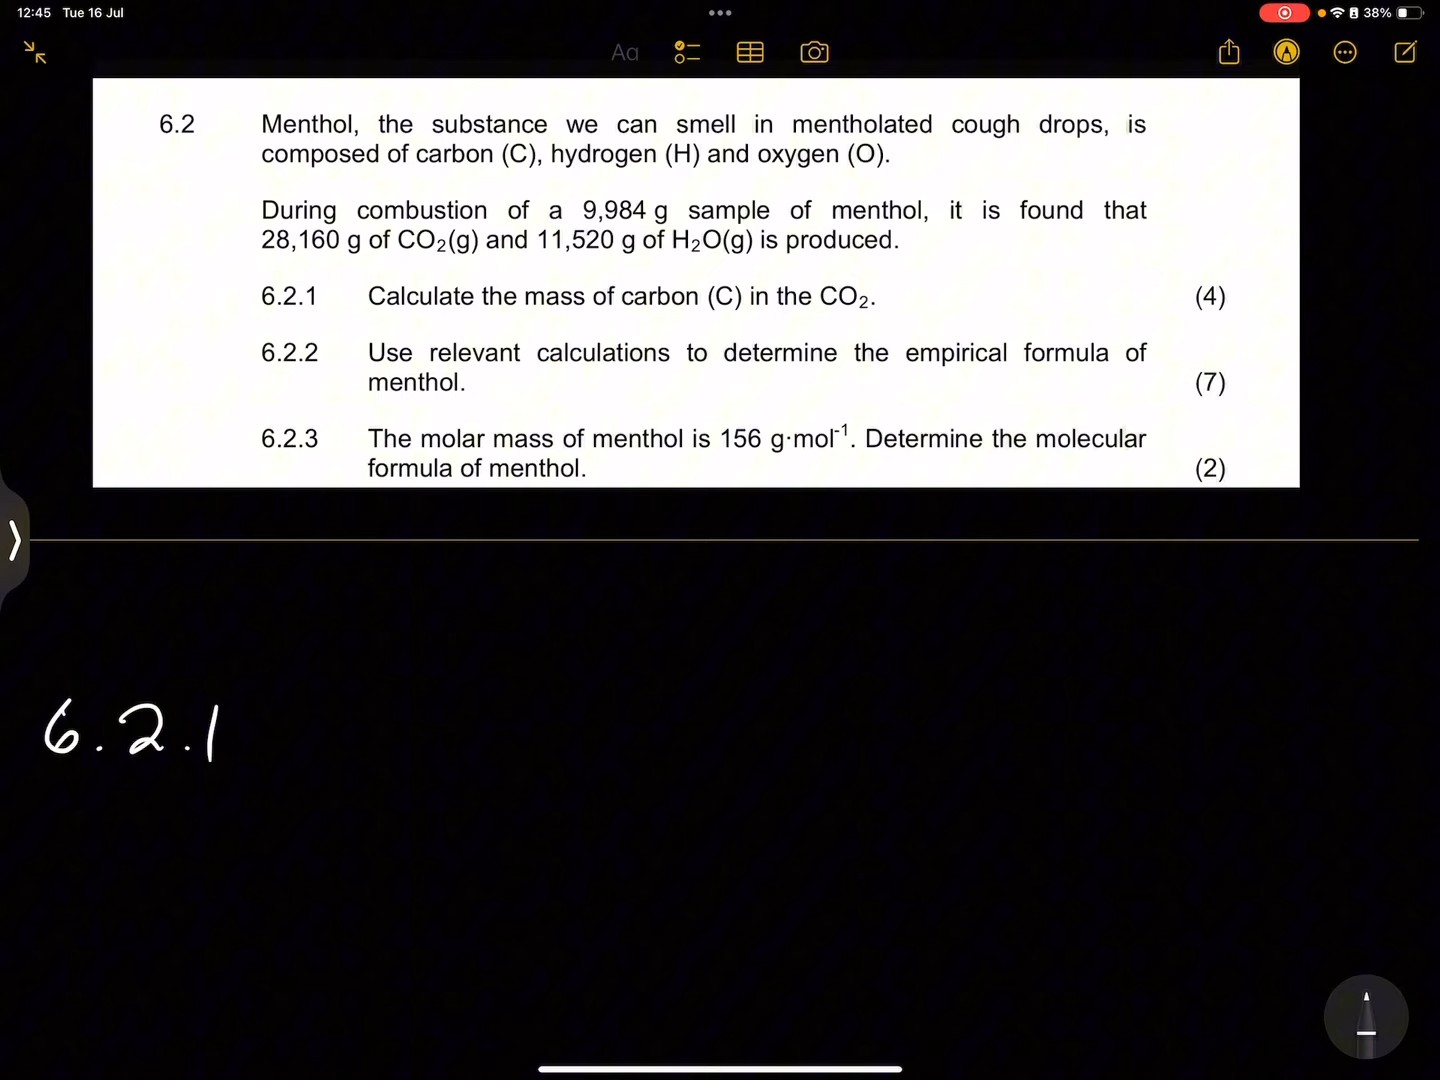 12:45 Tue 16 Jul
38%
Aa
6.2 Menthol, the substance we can smell in mentholated cough drops, is
composed of carbon (C), hydrogen (H) and oxygen (O).
During combustion of a 9,984 g sample of menthol, it is found that
28,160 g of CO₂(g) and 11,520 g of H₂O(g) is produced.
6.2.1 Calculate the mass of carbon (C) in the CO₂. (4)
6.2.2 Use relevant calculations to determine the empirical formula of
menthol. (7)
6.2.3 The molar mass of menthol is 156 g·mol⁻¹. Determine the molecular
formula of menthol. (2)
6.2.1